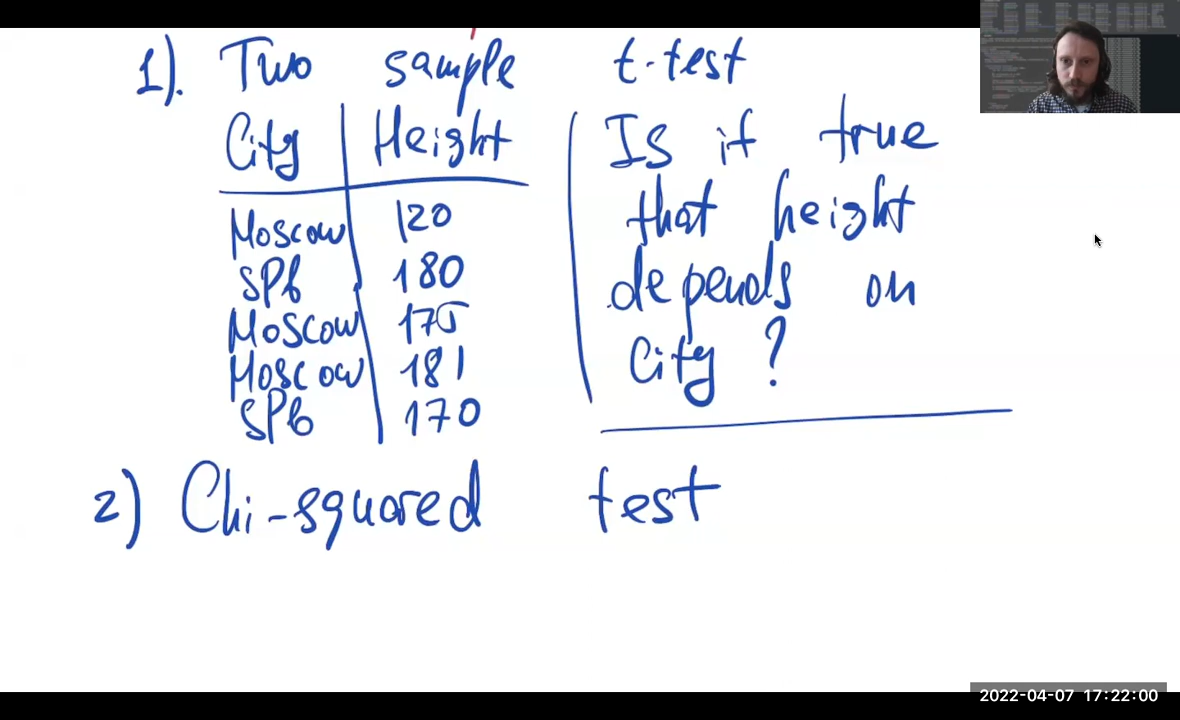 1). Two sample t-test
City Height
Moscow 120
SPb 180
Moscow 175
Moscow 181
SPb 170
Is it true
that height
depends on
City ?
2) Chi-squared test
2022-04-07 17:22:00